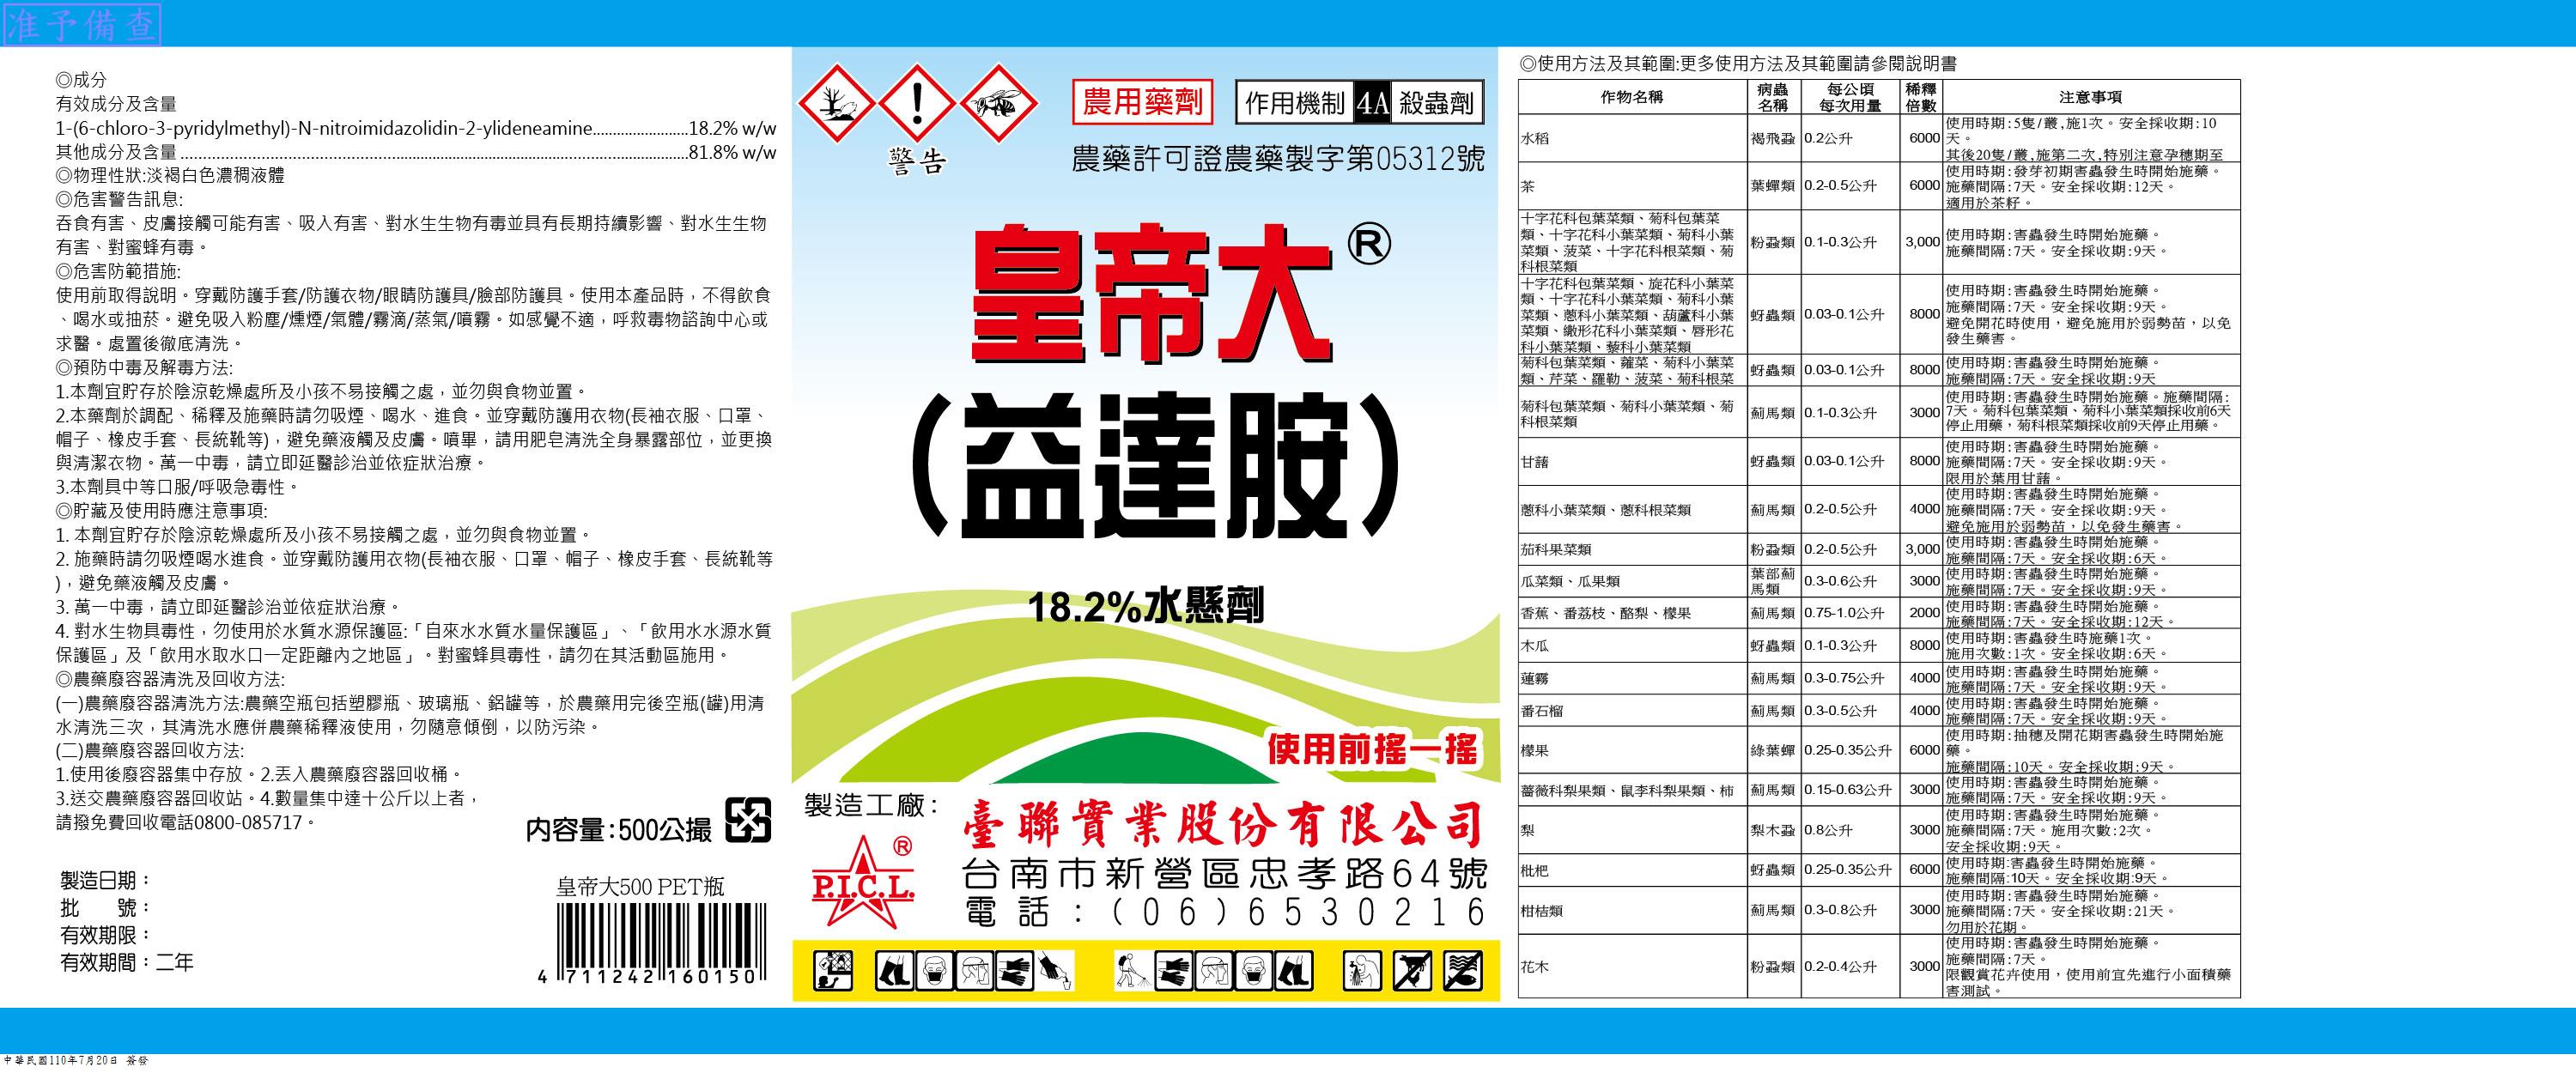 准予備查
◎成分
有效成分及含量
1-(6-chloro-3-pyridylmethyl)-N-nitroimidazolidin-2-ylideneamine........................18.2% w/w
其他成分及含量 ........................................................................................................81.8% w/w
◎物理性狀:淡褐白色濃稠液體
◎危害警告訊息:
吞食有害、皮膚接觸可能有害、吸入有害、對水生生物有毒並具有長期持續影響、對水生生物
有害、對蜜蜂有毒。
◎危害防範措施:
使用前取得說明。穿戴防護手套/防護衣物/眼睛防護具/臉部防護具。使用本產品時，不得飲食
、喝水或抽菸。避免吸入粉塵/燻煙/氣體/霧滴/蒸氣/噴霧。如感覺不適，呼救毒物諮詢中心或
求醫。處置後徹底清洗。
◎預防中毒及解毒方法:
1.本劑宜貯存於陰涼乾燥處所及小孩不易接觸之處，並勿與食物並置。
2.本藥劑於調配、稀釋及施藥時請勿吸煙、喝水、進食。並穿戴防護用衣物(長袖衣服、口罩、
帽子、橡皮手套、長統靴等)，避免藥液觸及皮膚。噴畢，請用肥皂清洗全身暴露部位，並更換
與清潔衣物。萬一中毒，請立即延醫診治並依症狀治療。
3.本劑具中等口服/呼吸急毒性。
◎貯藏及使用時應注意事項:
1. 本劑宜貯存於陰涼乾燥處所及小孩不易接觸之處，並勿與食物並置。
2. 施藥時請勿吸煙喝水進食。並穿戴防護用衣物(長袖衣服、口罩、帽子、橡皮手套、長統靴等
)，避免藥液觸及皮膚。
3. 萬一中毒，請立即延醫診治並依症狀治療。
4. 對水生物具毒性，勿使用於水質水源保護區:「自來水水質水量保護區」、「飲用水水源水質
保護區」及「飲用水取水口一定距離內之地區」。對蜜蜂具毒性，請勿在其活動區施用。
◎農藥廢容器清洗及回收方法:
(一)農藥廢容器清洗方法:農藥空瓶包括塑膠瓶、玻璃瓶、鋁罐等，於農藥用完後空瓶(罐)用清
水清洗三次，其清洗水應併農藥稀釋液使用，勿隨意傾倒，以防污染。
(二)農藥廢容器回收方法:
1.使用後廢容器集中存放。2.丟入農藥廢容器回收桶。
3.送交農藥廢容器回收站。4.數量集中達十公斤以上者，
請撥免費回收電話0800-085717。
內容量:500公撮
製造日期：
批　　號：
有效期限：
有效期間：二年
皇帝大500 PET瓶
4 711242 160150
警告
農用藥劑
作用機制 4A 殺蟲劑
農藥許可證農藥製字第05312號
皇帝大®
(益達胺)
18.2%水懸劑
使用前搖一搖
製造工廠：
P.I.C.L. ®
臺聯實業股份有限公司
台南市新營區忠孝路64號
電話：(06)6530216
◎使用方法及其範圍:更多使用方法及其範圍請參閱說明書
作物名稱 病蟲名稱 每公頃每次用量 稀釋倍數 注意事項
水稻 褐飛蝨 0.2公升 6000 使用時期:5隻/叢,施1次。安全採收期:10
天。
其後20隻/叢,施第二次,特別注意孕穗期至
茶 葉蟬類 0.2-0.5公升 6000 使用時期:發芽初期害蟲發生時開始施藥。
施藥間隔:7天。安全採收期:12天。
適用於茶籽。
十字花科包葉菜類、菊科包葉菜
類、十字花科小葉菜類、菊科小葉
菜類、菠菜、十字花科根菜類、菊
科根菜類
粉蝨類 0.1-0.3公升 3,000 使用時期:害蟲發生時開始施藥。
施藥間隔:7天。安全採收期:9天。
十字花科包葉菜類、旋花科小葉菜
類、十字花科小葉菜類、菊科小葉
菜類、蔥科小葉菜類、葫蘆科小葉
菜類、繖形花科小葉菜類、唇形花
科小葉菜類、藜科小葉菜類
蚜蟲類 0.03-0.1公升 8000 使用時期:害蟲發生時開始施藥。
施藥間隔:7天。安全採收期:9天。
避免開花時使用，避免施用於弱勢苗，以免
發生藥害。
菊科包葉菜類、蕹菜、菊科小葉菜
類、芹菜、羅勒、菠菜、菊科根菜
蚜蟲類 0.03-0.1公升 8000 使用時期:害蟲發生時開始施藥。
施藥間隔:7天。安全採收期:9天
菊科包葉菜類、菊科小葉菜類、菊
科根菜類
薊馬類 0.1-0.3公升 3000 使用時期:害蟲發生時開始施藥。施藥間隔:
7天。菊科包葉菜類、菊科小葉菜類採收前6天
停止用藥，菊科根菜類採收前9天停止用藥。
甘藷 蚜蟲類 0.03-0.1公升 8000 使用時期:害蟲發生時開始施藥。
施藥間隔:7天。安全採收期:9天。
限用於葉用甘藷。
蔥科小葉菜類、蔥科根菜類 薊馬類 0.2-0.5公升 4000 使用時期:害蟲發生時開始施藥。
施藥間隔:7天。安全採收期:9天。
避免施用於弱勢苗，以免發生藥害。
茄科果菜類 粉蝨類 0.2-0.5公升 3,000 使用時期:害蟲發生時開始施藥。
施藥間隔:7天。安全採收期:6天。
瓜菜類、瓜果類 葉部薊馬類 0.3-0.6公升 3000 使用時期:害蟲發生時開始施藥。
施藥間隔:7天。安全採收期:9天。
香蕉、番荔枝、酪梨、檬果 薊馬類 0.75-1.0公升 2000 使用時期:害蟲發生時開始施藥。
施藥間隔:7天。安全採收期:12天。
木瓜 蚜蟲類 0.1-0.3公升 8000 使用時期:害蟲發生時施藥1次。
施用次數:1次。安全採收期:6天。
蓮霧 薊馬類 0.3-0.75公升 4000 使用時期:害蟲發生時開始施藥。
施藥間隔:7天。安全採收期:9天。
番石榴 薊馬類 0.3-0.5公升 4000 使用時期:害蟲發生時開始施藥。
施藥間隔:7天。安全採收期:9天。
檬果 綠葉蟬 0.25-0.35公升 6000 使用時期:抽穗及開花期害蟲發生時開始施
藥。
施藥間隔:10天。安全採收期:9天。
薔薇科梨果類、鼠李科梨果類、柿 薊馬類 0.15-0.63公升 3000 使用時期:害蟲發生時開始施藥。
施藥間隔:7天。安全採收期:9天。
梨 梨木蝨 0.8公升 3000 使用時期:害蟲發生時開始施藥。
施藥間隔:7天。施用次數:2次。
安全採收期:9天。
枇杷 蚜蟲類 0.25-0.35公升 6000 使用時期:害蟲發生時開始施藥。
施藥間隔:10天。安全採收期:9天。
柑桔類 薊馬類 0.3-0.8公升 3000 使用時期:害蟲發生時開始施藥。
施藥間隔:7天。安全採收期:21天。
勿用於花期。
花木 粉蝨類 0.2-0.4公升 3000 使用時期:害蟲發生時開始施藥。
施藥間隔:7天。
限觀賞花卉使用，使用前宜先進行小面積藥
害測試。
中華民國110年7月20日 簽發